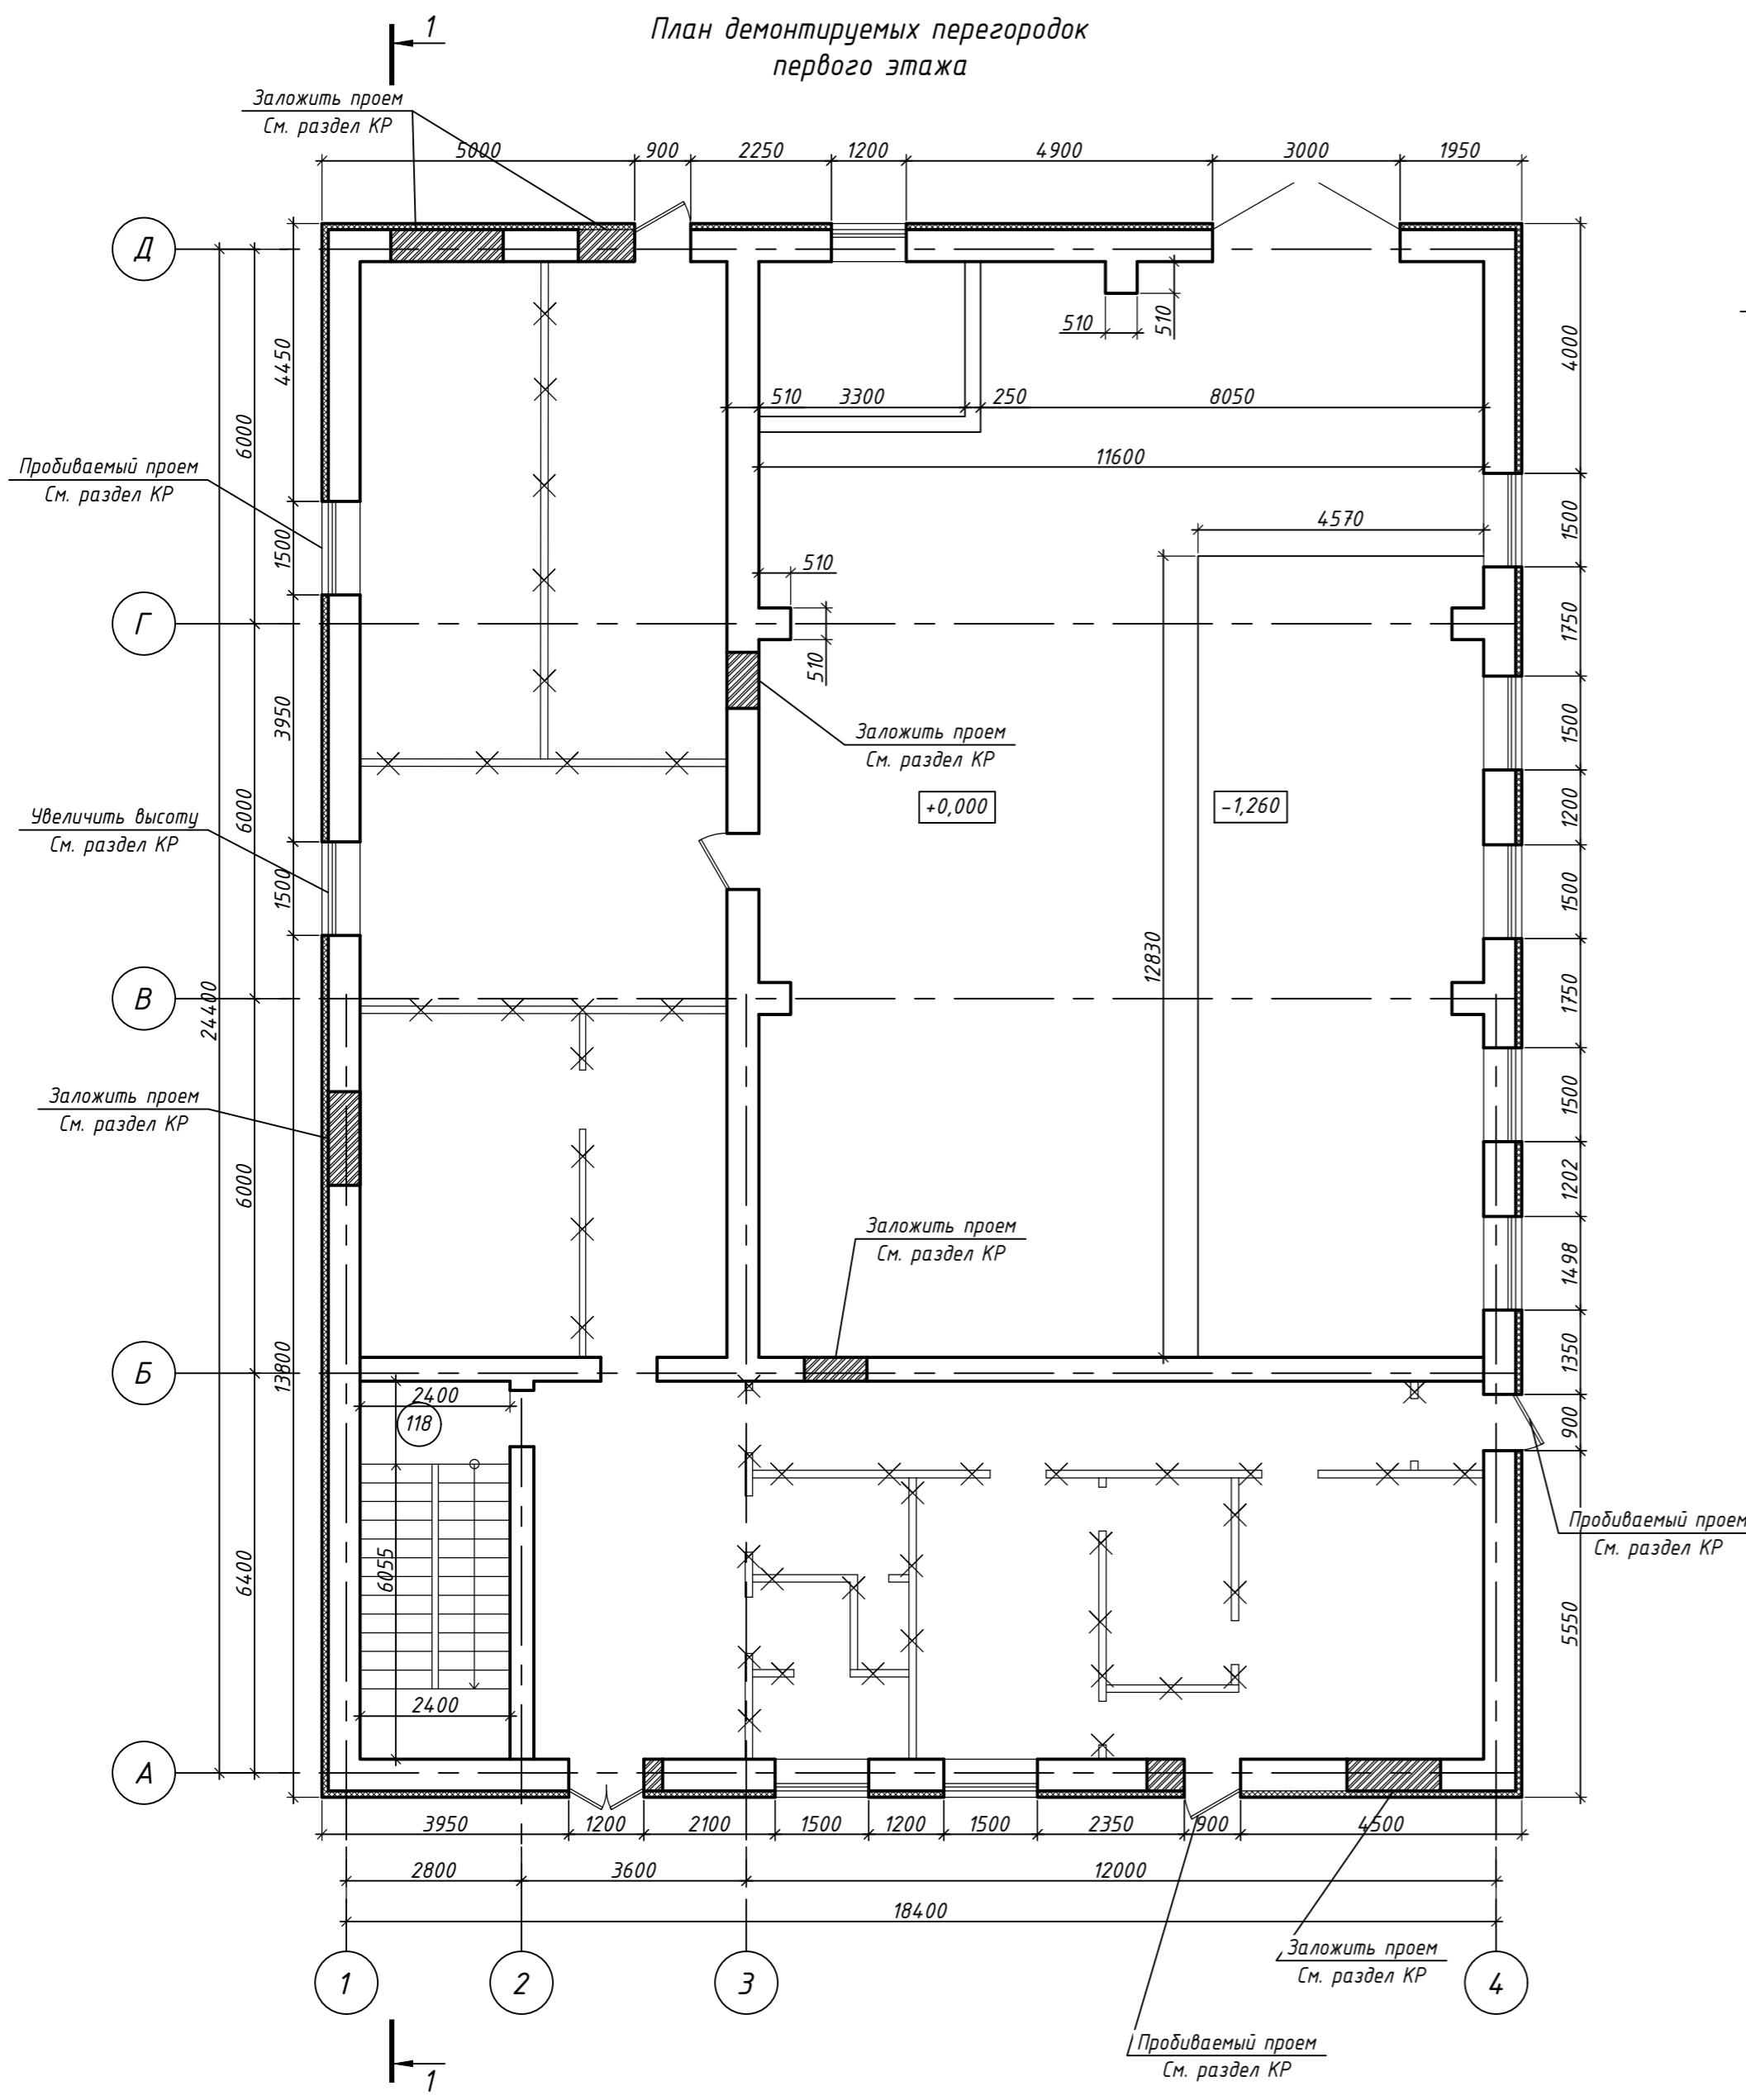 1
План демонтируемых перегородок
первого этажа
Заложить проем
См. раздел КР
5000
900
2250
1200
4900
3000
1950
Д
4450
6000
510
510
4000
510
3300
250
8050
11600
Пробиваемый проем
См. раздел КР
4570
1500
1500
510
Г
510
1750
3950
Заложить проем
См. раздел КР
1500
6000
+0,000
-1,260
1200
Увеличить высоту
См. раздел КР
1500
1500
12830
В
24400
1750
Заложить проем
См. раздел КР
1500
6000
1202
Заложить проем
См. раздел КР
1498
13800
Б
1350
2400
118
900
Пробиваемый проем
См. раздел КР
6400
6055
5550
2400
А
3950
1200
2100
1500
1200
1500
2350
900
4500
2800
3600
12000
18400
Заложить проем
См. раздел КР
1
2
3
4
Пробиваемый проем
См. раздел КР
1